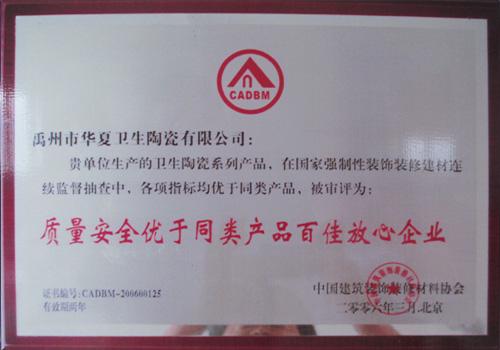 CADBM
禹州市华夏卫生陶瓷有限公司：
贵单位生产的卫生陶瓷系列产品，在国家强制性装饰装修建材连
续监督抽查中，各项指标均优于同类产品，被审评为：
质量安全优于同类产品百佳放心企业
证书编号：CADBM-200600125
有效期两年
中国建筑装饰装修材料协会
二00六年三月.北京